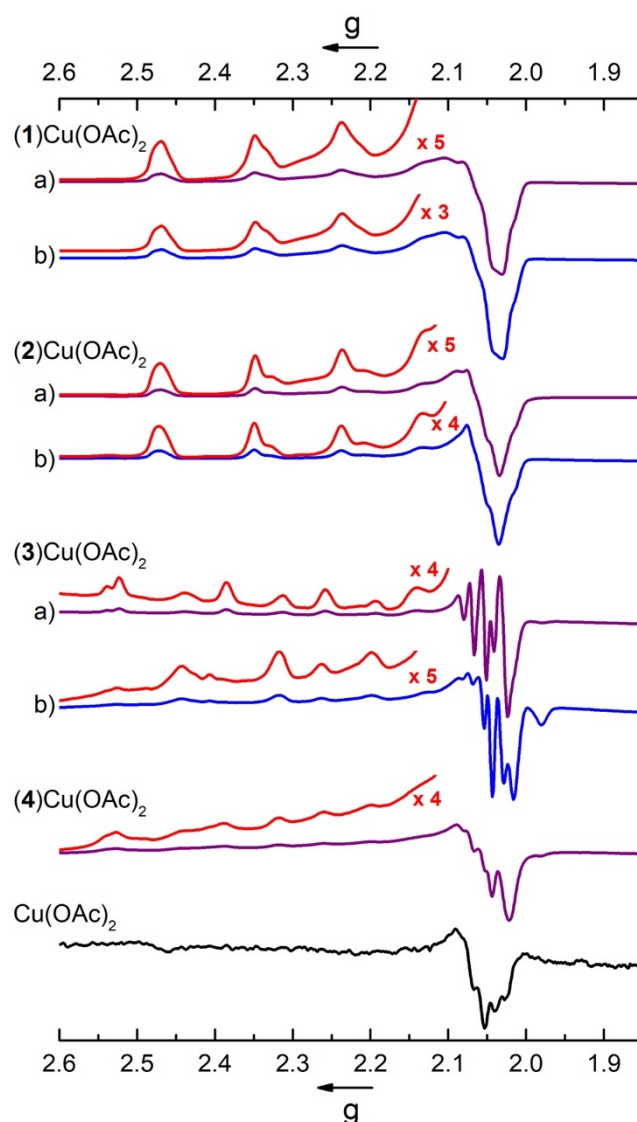 g
2.6 2.5 2.4 2.3 2.2 2.1 2.0 1.9
(1)Cu(OAc)2
x 5
a)
x 3
b)
(2)Cu(OAc)2
x 5
a)
x 4
b)
(3)Cu(OAc)2
x 4
a)
x 5
b)
(4)Cu(OAc)2
x 4
Cu(OAc)2
2.6 2.5 2.4 2.3 2.2 2.1 2.0 1.9
g